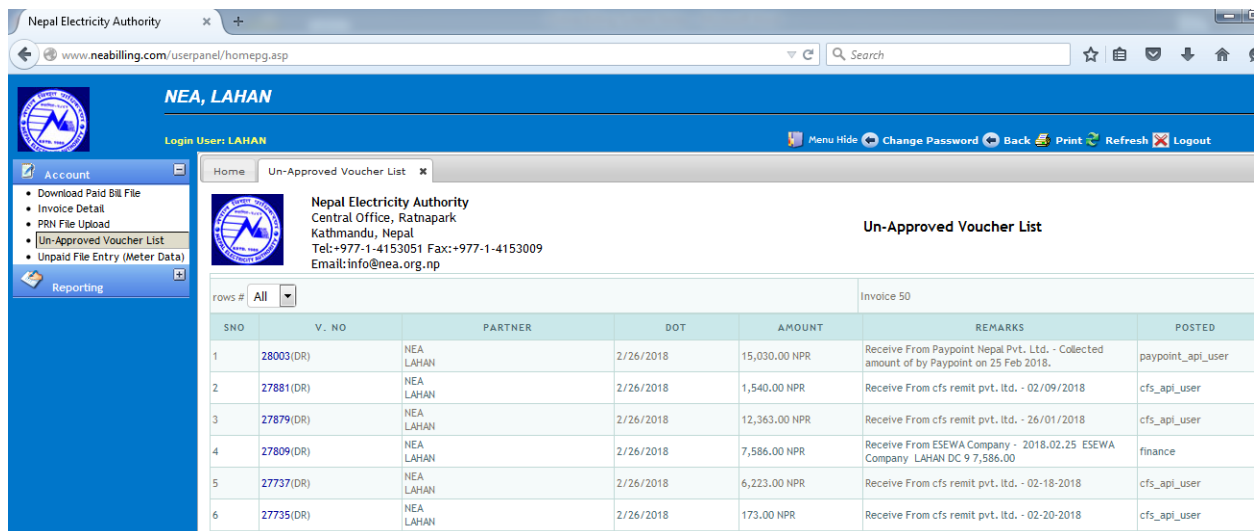 Nepal Electricity Authority
www.neabilling.com/userpanel/homepg.asp
Search
NEA, LAHAN
Login User: LAHAN
Menu Hide Change Password Back Print Refresh Logout
Account
Download Paid Bill File
Invoice Detail
PRN File Upload
Un-Approved Voucher List
Unpaid File Entry (Meter Data)
Reporting
Home Un-Approved Voucher List
Nepal Electricity Authority
Central Office, Ratnapark
Kathmandu, Nepal
Tel:+977-1-4153051 Fax:+977-1-4153009
Email:info@nea.org.np
Un-Approved Voucher List
rows # All Invoice 50
SNO V. NO PARTNER DOT AMOUNT REMARKS POSTED
1 28003(DR) NEA LAHAN 2/26/2018 15,030.00 NPR Receive From Paypoint Nepal Pvt. Ltd. - Collected paypoint_api_user
amount of by Paypoint on 25 Feb 2018.
2 27881(DR) NEA LAHAN 2/26/2018 1,540.00 NPR Receive From cfs remit pvt. ltd. - 02/09/2018 cfs_api_user
3 27879(DR) NEA LAHAN 2/26/2018 12,363.00 NPR Receive From cfs remit pvt. ltd. - 26/01/2018 cfs_api_user
4 27809(DR) NEA LAHAN 2/26/2018 7,586.00 NPR Receive From ESEWA Company - 2018.02.25 ESEWA finance
Company LAHAN DC 9 7,586.00
5 27737(DR) NEA LAHAN 2/26/2018 6,223.00 NPR Receive From cfs remit pvt. ltd. - 02-18-2018 cfs_api_user
6 27735(DR) NEA LAHAN 2/26/2018 173.00 NPR Receive From cfs remit pvt. ltd. - 02-20-2018 cfs_api_user